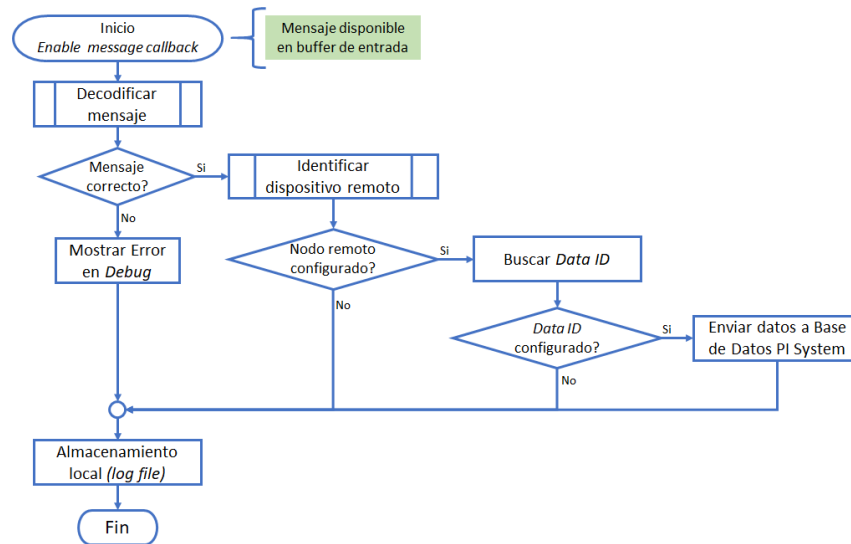 Inicio
Enable message callback
Mensaje disponible
en buffer de entrada
Decodificar
mensaje
Mensaje
correcto?
Si
Identificar
dispositivo remoto
No
Mostrar Error
en Debug
Nodo remoto
configurado?
Si
Buscar Data ID
No
Data ID
configurado?
Si
Enviar datos a Base
de Datos PI System
No
Almacenamiento
local (log file)
Fin